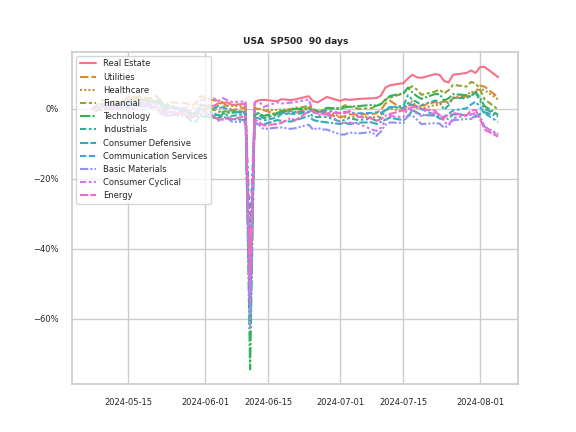 USA SP500 90 days
Real Estate
Utilities
Healthcare
Financial
Technology
Industrials
Consumer Defensive
Communication Services
Basic Materials
Consumer Cyclical
Energy
0%
−20%
−40%
−60%
2024-05-15 2024-06-01 2024-06-15 2024-07-01 2024-07-15 2024-08-01